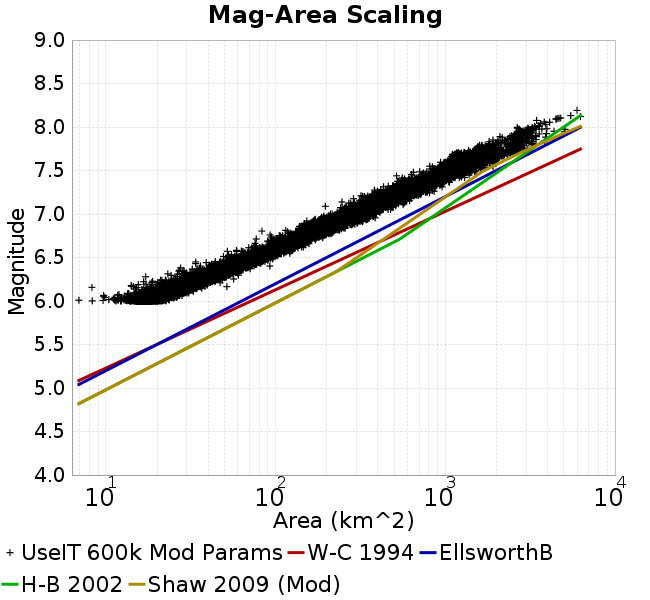 Mag-Area Scaling
9.0
8.5
8.0
7.5
7.0
6.5
6.0
5.5
5.0
4.5
4.0
Magnitude
10^1 10^2 10^3 10^4
Area (km^2)
UseIT 600k Mod Params W-C 1994 EllsworthB
H-B 2002 Shaw 2009 (Mod)